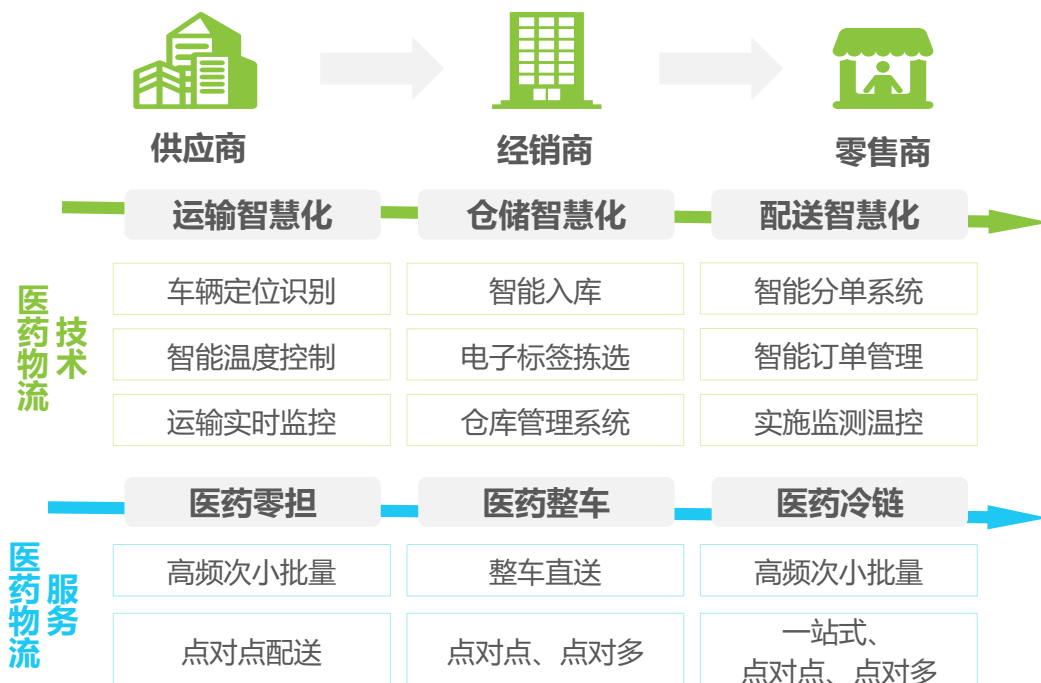 供应商
经销商
零售商
运输智慧化
仓储智慧化
配送智慧化
医药物流
技术
车辆定位识别
智能入库
智能分单系统
智能温度控制
电子标签拣选
智能订单管理
运输实时监控
仓库管理系统
实施监测温控
医药零担
医药整车
医药冷链
医药物流
服务
高频次小批量
整车直送
高频次小批量
点对点配送
点对点、点对多
一站式、
点对点、点对多